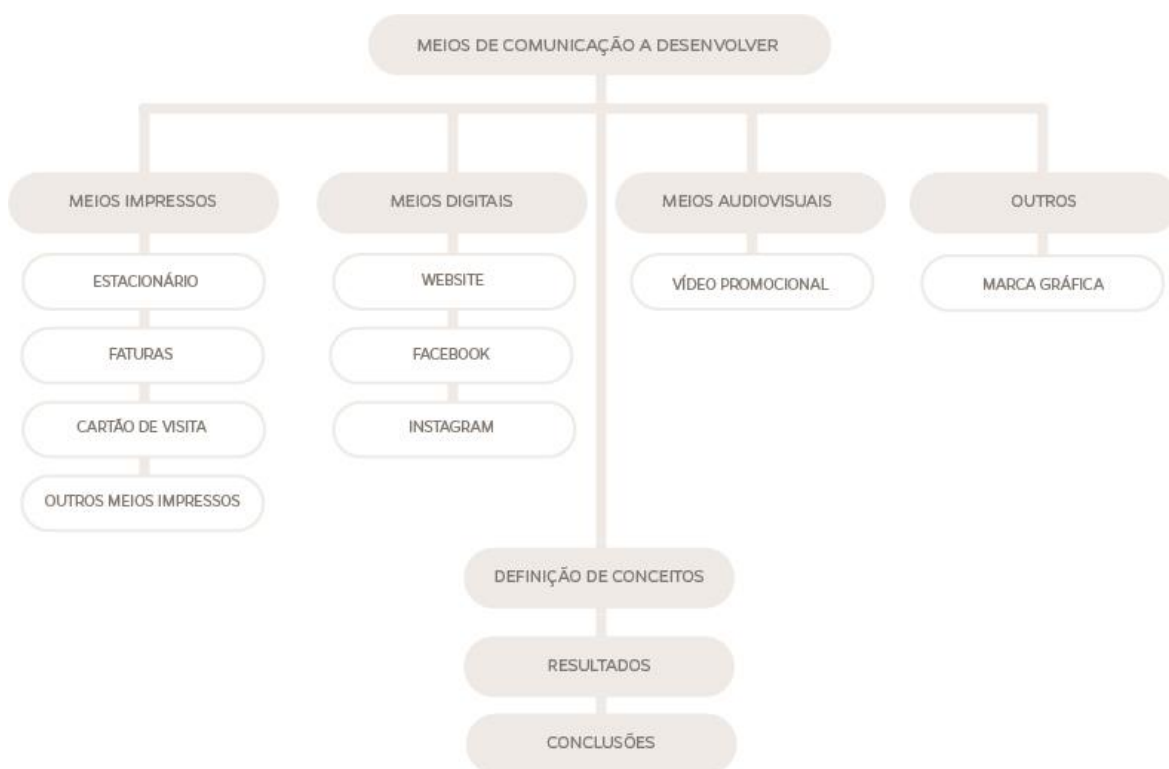 MEIOS DE COMUNICAÇÃO A DESENVOLVER
MEIOS IMPRESSOS
ESTACIONÁRIO
FATURAS
CARTÃO DE VISITA
OUTROS MEIOS IMPRESSOS
MEIOS DIGITAIS
WEBSITE
FACEBOOK
INSTAGRAM
MEIOS AUDIOVISUAIS
VÍDEO PROMOCIONAL
OUTROS
MARCA GRÁFICA
DEFINIÇÃO DE CONCEITOS
RESULTADOS
CONCLUSÕES